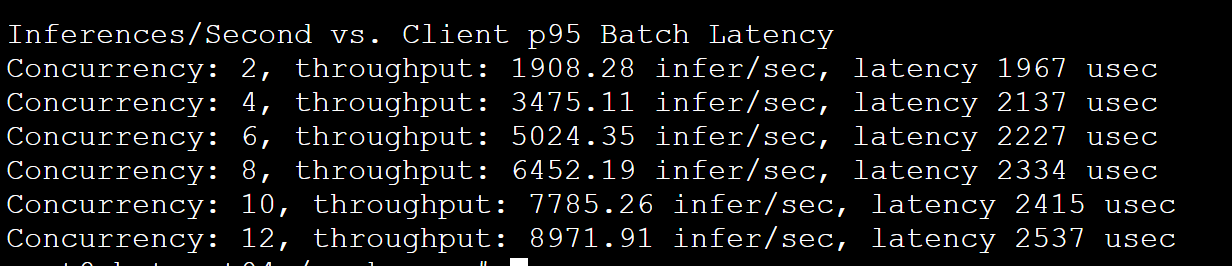 Inferences/Second vs. Client p95 Batch Latency
Concurrency: 2, throughput: 1908.28 infer/sec, latency 1967 usec
Concurrency: 4, throughput: 3475.11 infer/sec, latency 2137 usec
Concurrency: 6, throughput: 5024.35 infer/sec, latency 2227 usec
Concurrency: 8, throughput: 6452.19 infer/sec, latency 2334 usec
Concurrency: 10, throughput: 7785.26 infer/sec, latency 2415 usec
Concurrency: 12, throughput: 8971.91 infer/sec, latency 2537 usec